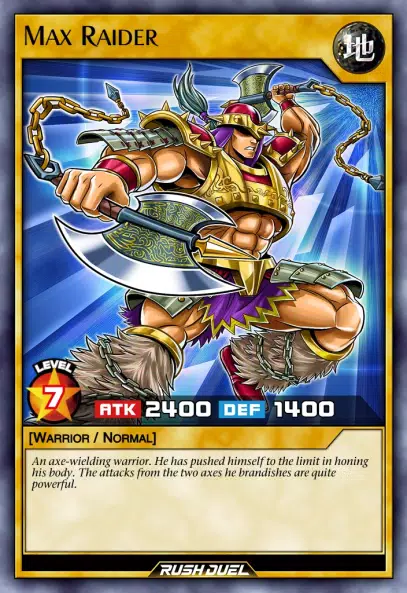 MAX RAIDER
地
LEVEL
7
ATK 2400 DEF 1400
[WARRIOR / NORMAL]
An axe-wielding warrior. He has pushed himself to the limit in honing
his body. The attacks from the two axes he brandishes are quite
powerful.
RUSH DUEL